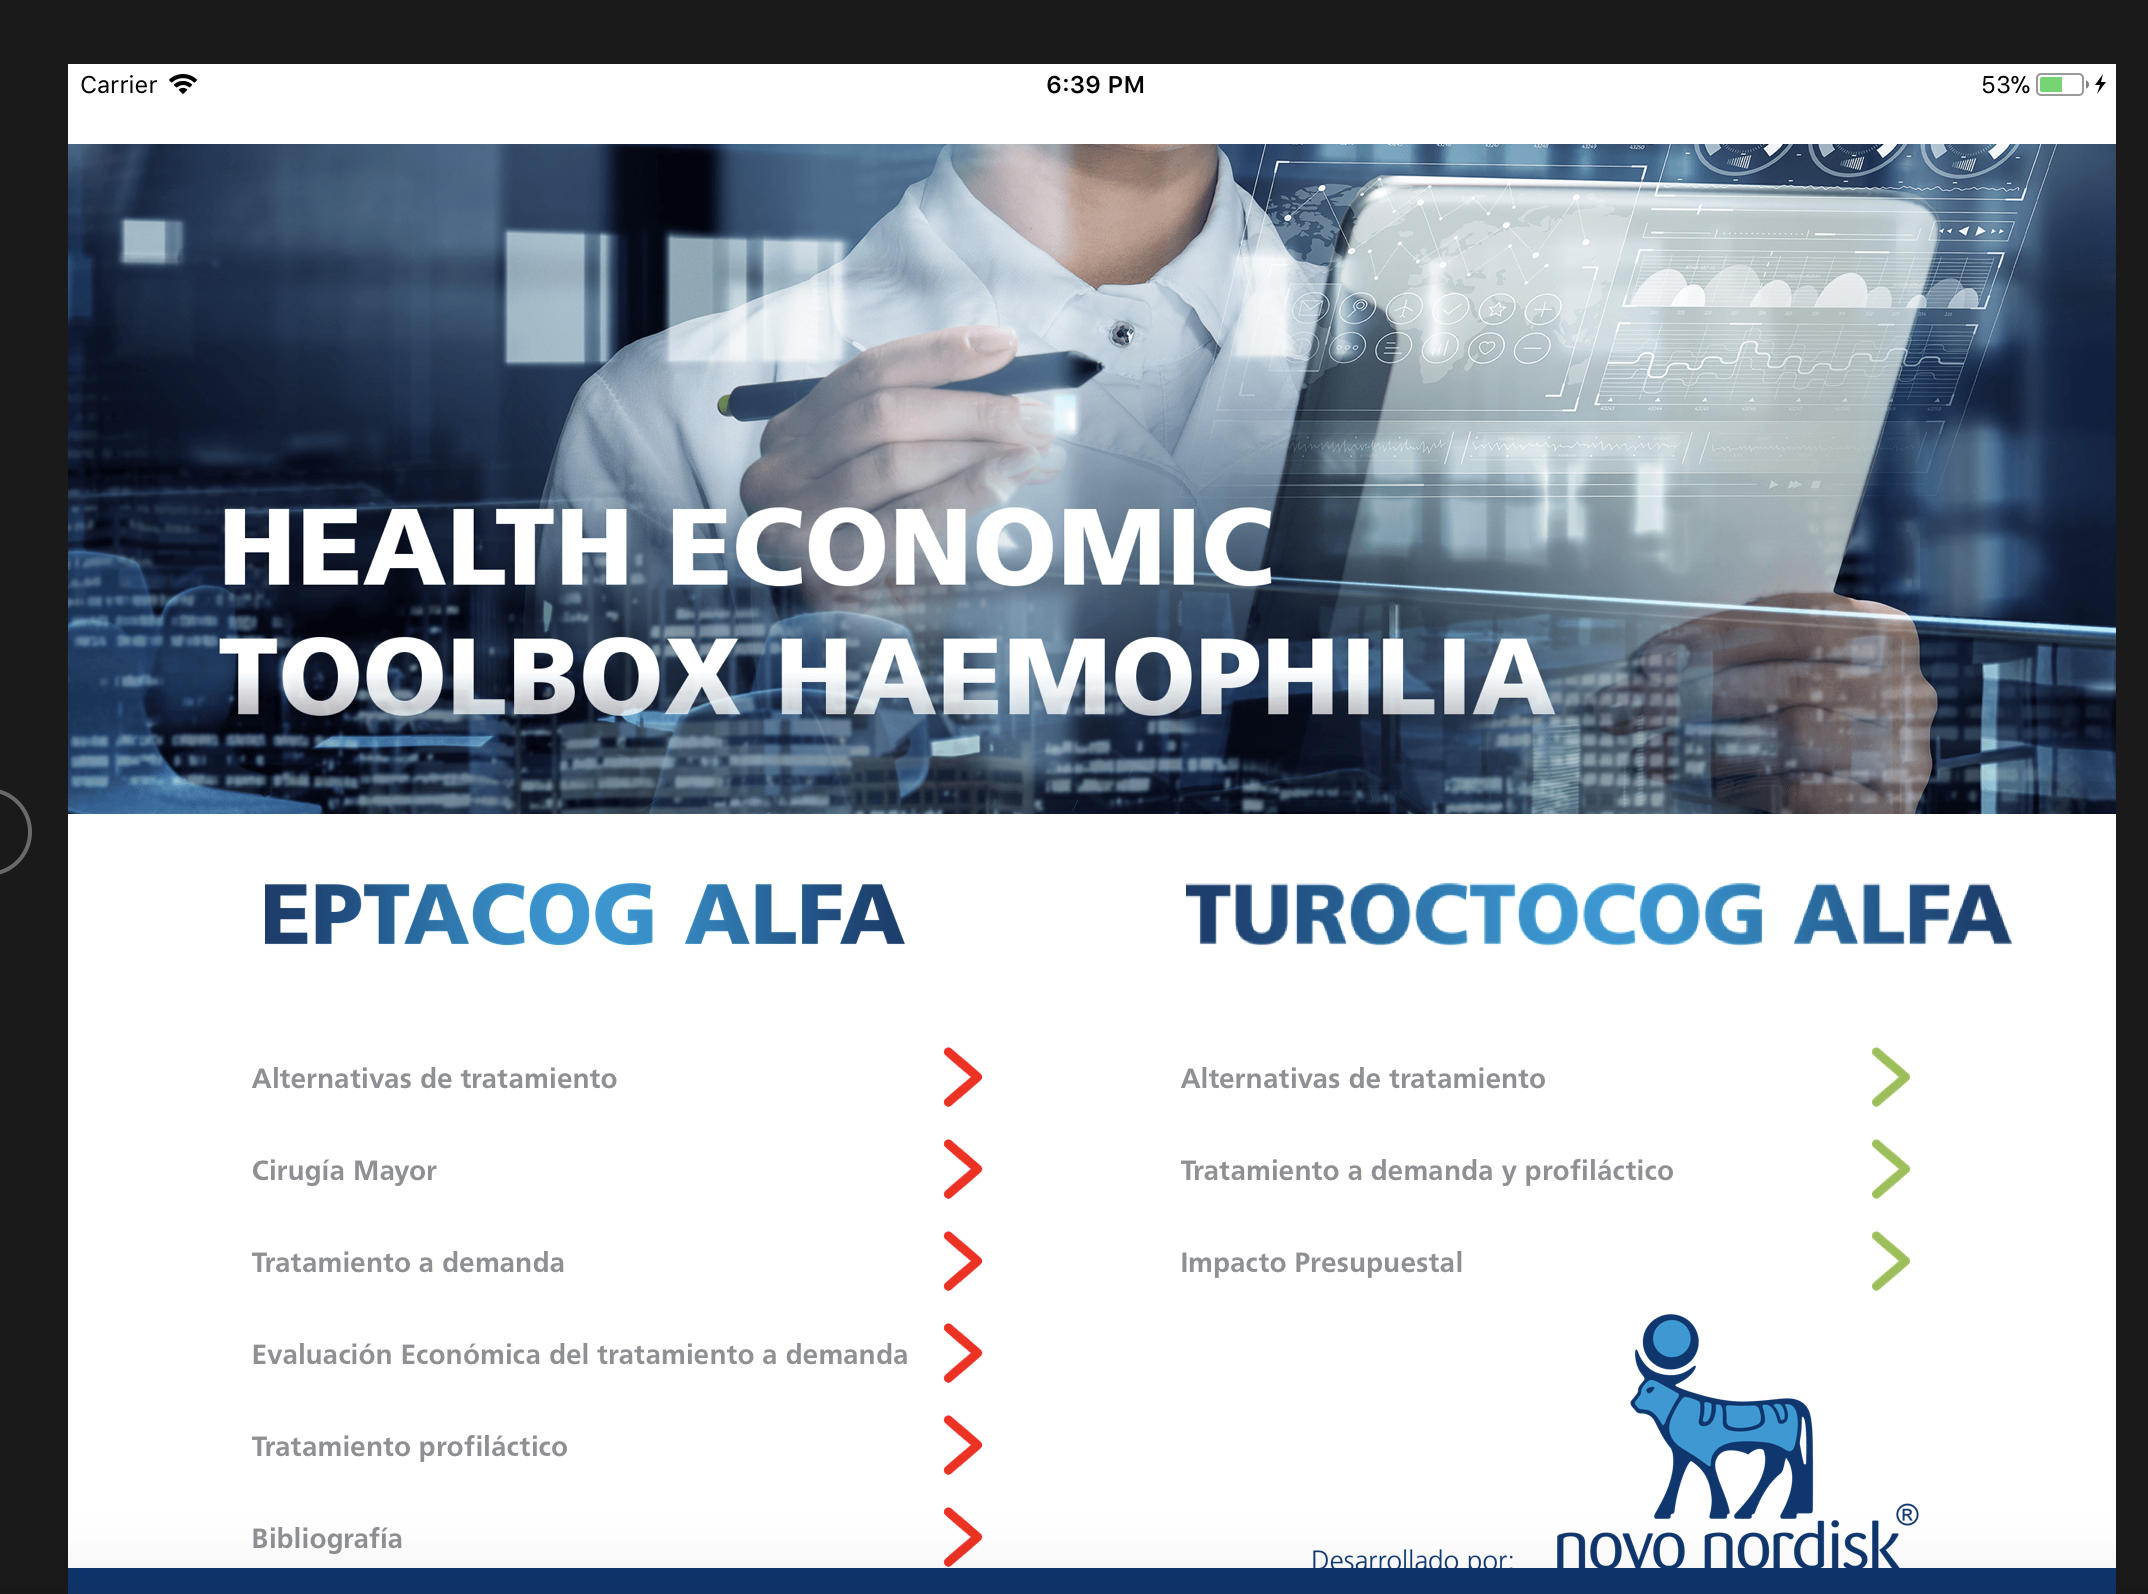 Carrier
6:39 PM
53%
HEALTH ECONOMIC
TOOLBOX HAEMOPHILIA
EPTACOG ALFA
Alternativas de tratamiento
Cirugía Mayor
Tratamiento a demanda
Evaluación Económica del tratamiento a demanda
Tratamiento profiláctico
Bibliografía
TUROCTOCOG ALFA
Alternativas de tratamiento
Tratamiento a demanda y profiláctico
Impacto Presupuestal
Desarrollado por:
novo nordisk®